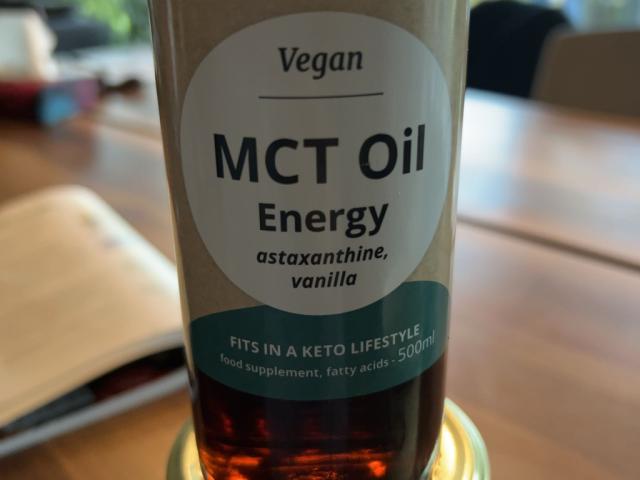 Vegan
MCT Oil
Energy
astaxanthine,
vanilla
FITS IN A KETO LIFESTYLE
food supplement, fatty acids - 500ml